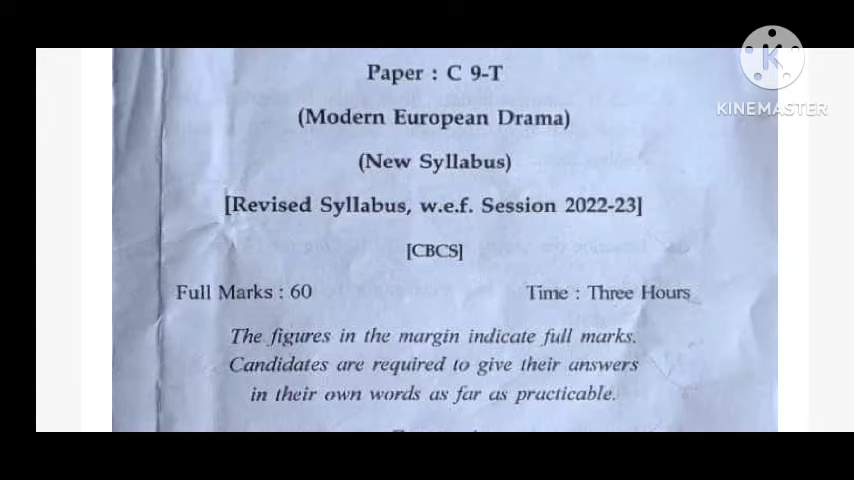 Paper : C 9-T
(Modern European Drama)
(New Syllabus)
[Revised Syllabus, w.e.f. Session 2022-23]
[CBCS]
Full Marks : 60 Time : Three Hours
The figures in the margin indicate full marks.
Candidates are required to give their answers
in their own words as far as practicable.
KINEMASTER